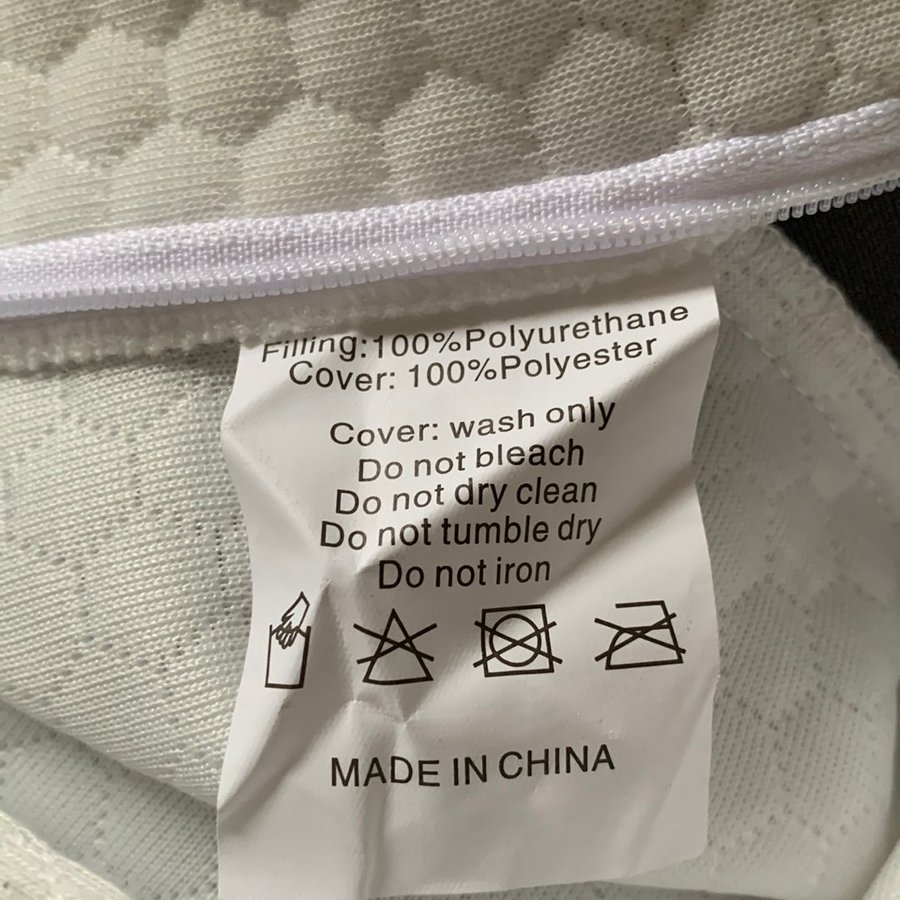 Filling:100%Polyurethane
Cover: 100%Polyester
Cover: wash only
Do not bleach
Do not dry clean
Do not tumble dry
Do not iron
MADE IN CHINA